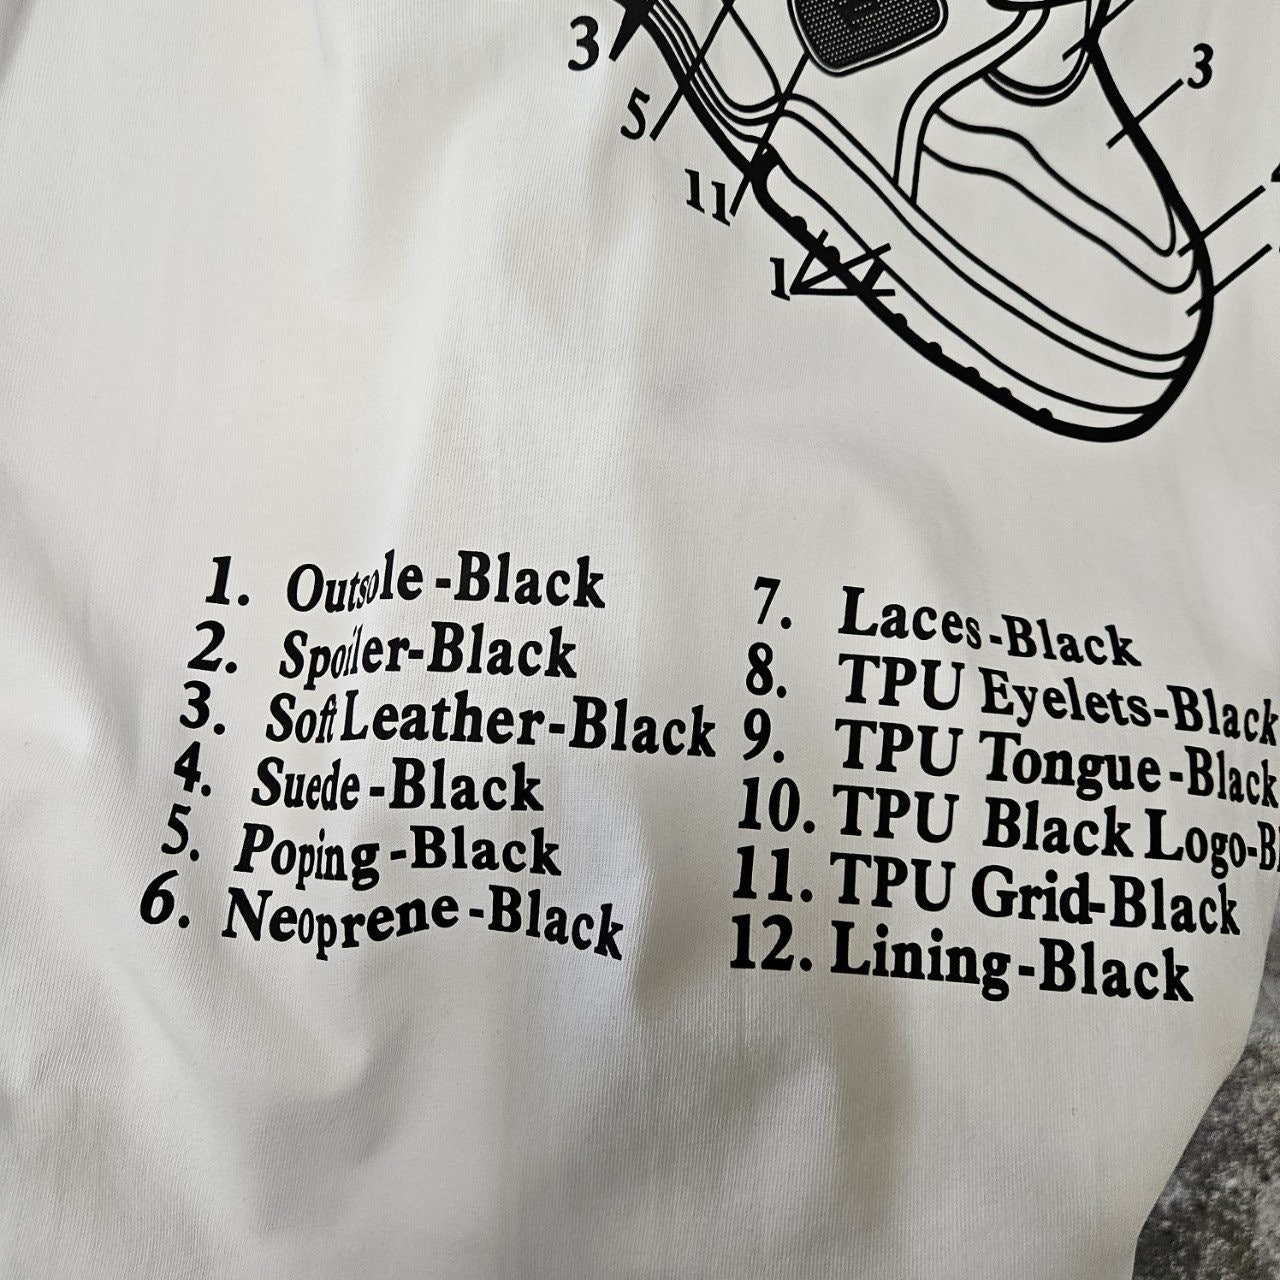 3
3
5
11
1
1. Outsole-Black
2. Spoiler-Black
3. Soft Leather-Black
4. Suede-Black
5. Poping-Black
6. Neoprene-Black
7. Laces-Black
8. TPU Eyelets-Black
9. TPU Tongue-Black
10. TPU Black Logo-
11. TPU Grid-Black
12. Lining-Black